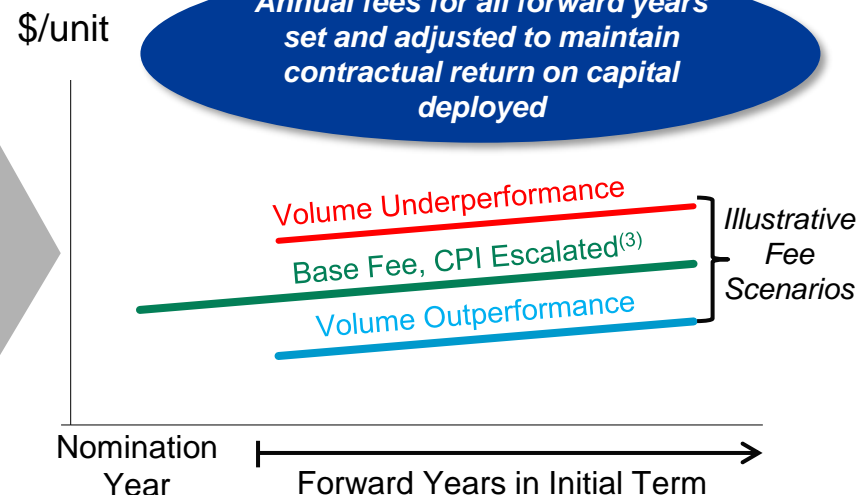 $/unit
Annual fees for all forward years
set and adjusted to maintain
contractual return on capital
deployed
Volume Underperformance
Base Fee, CPI Escalated(3)
Volume Outperformance
Illustrative
Fee
Scenarios
Nomination
Year
Forward Years in Initial Term